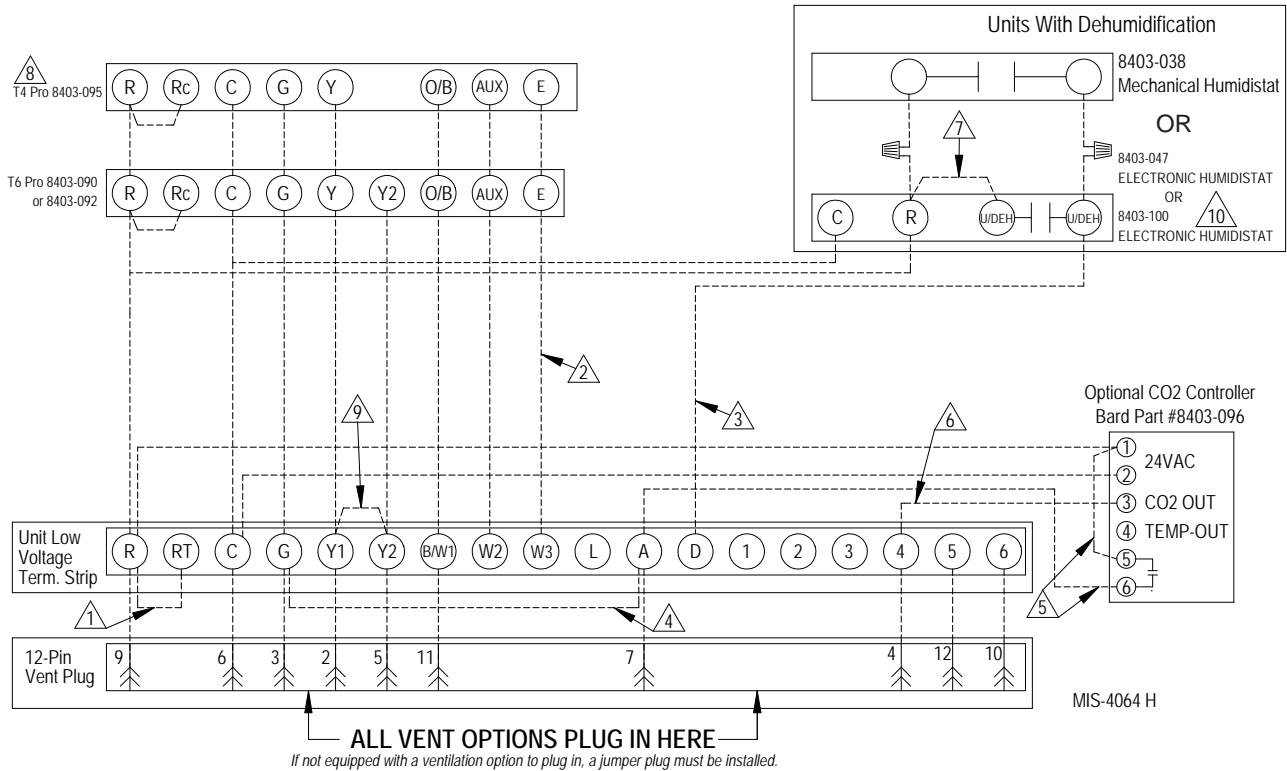 Units With Dehumidification
8403-038
Mechanical Humidistat
OR
8403-047
ELECTRONIC HUMIDISTAT
OR
8403-100
ELECTRONIC HUMIDISTAT
7
10
C R U/DEH U/DEH
8
T4 Pro 8403-095
R RC C G Y O/B AUX E
T6 Pro 8403-090
or 8403-092
R RC C G Y Y2 O/B AUX E
2
3
9
6
Optional CO2 Controller
Bard Part #8403-096
1
24VAC
2
3 CO2 OUT
4 TEMP-OUT
5
6
5
Unit Low
Voltage
Term. Strip
R RT C G Y1 Y2 B/W1 W2 W3 L A D 1 2 3 4 5 6
1
4
12-Pin
Vent Plug
9 6 3 2 5 11 7 4 12 10
MIS-4064 H
ALL VENT OPTIONS PLUG IN HERE
If not equipped with a ventilation option to plug in, a jumper plug must be installed.